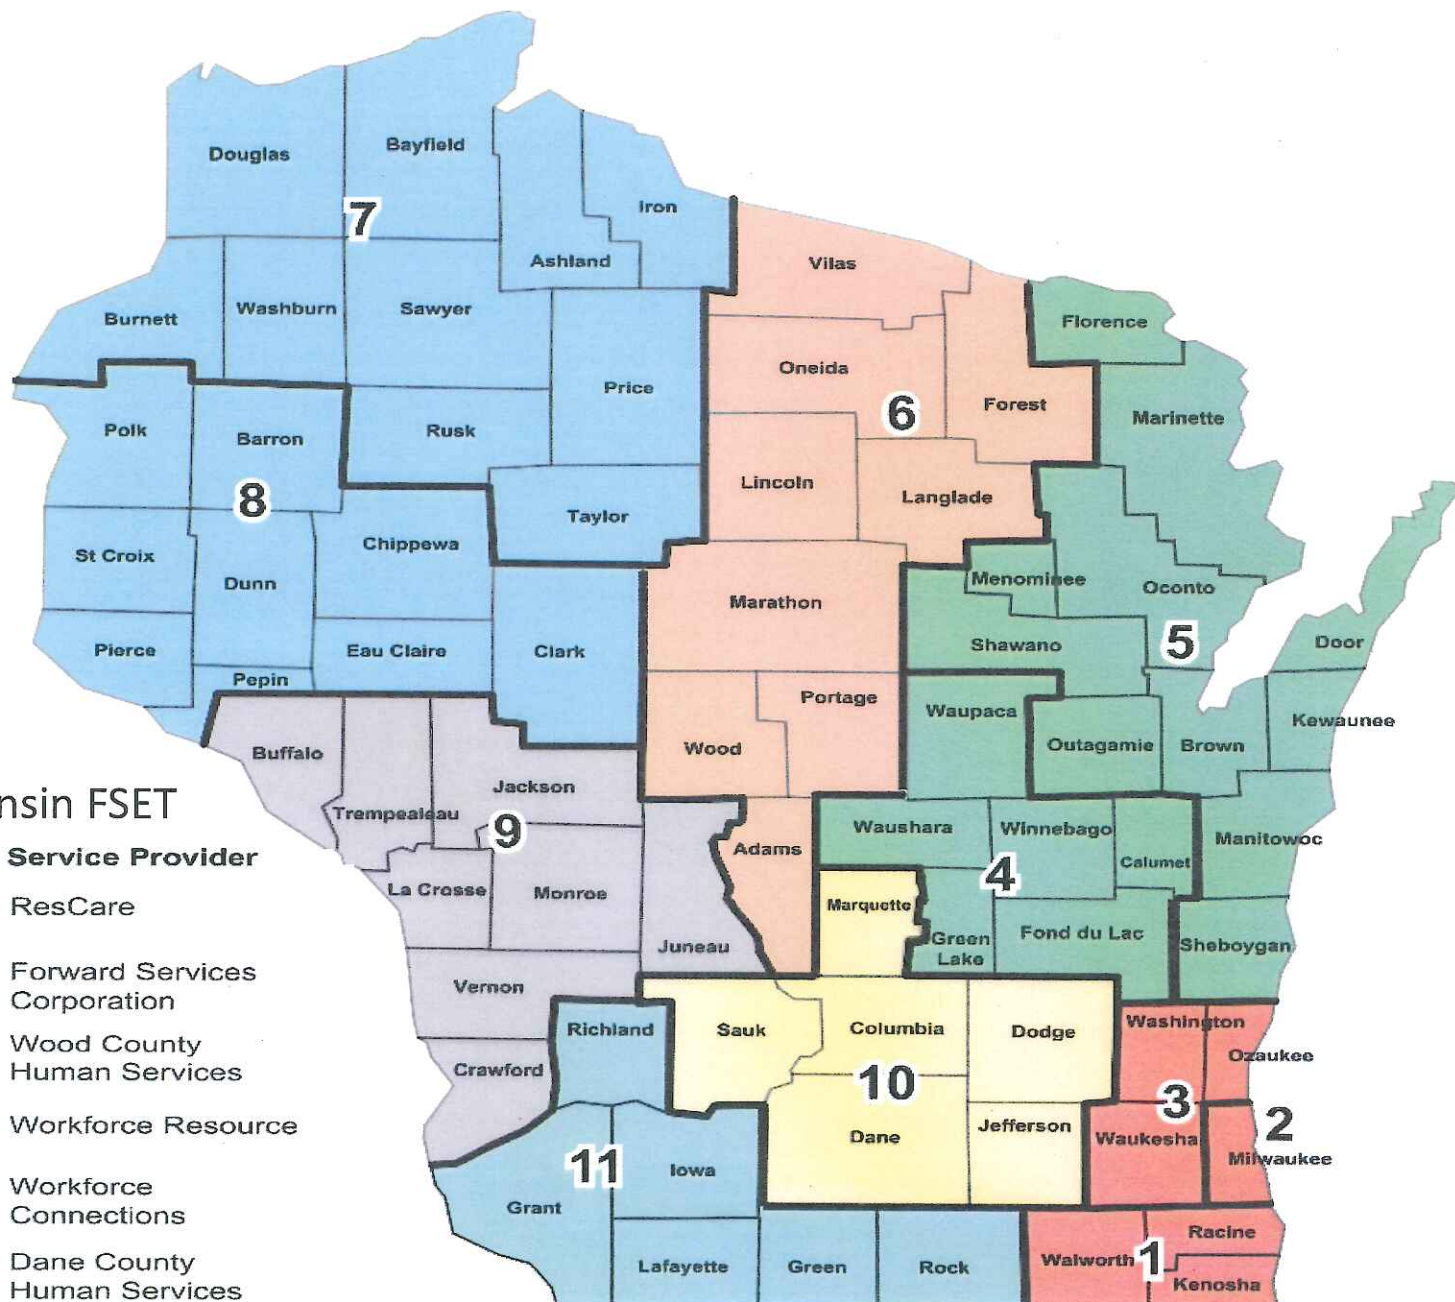 Douglas
Bayfield
7
Iron
Ashland
Vilas
Burnett
Washburn
Sawyer
Florence
Oneida
Price
6
Forest
Marinette
Polk
Barron
Rusk
8
Lincoln
Langlade
Taylor
St Croix
Chippewa
Dunn
Menominee
Oconto
Marathon
5
Pierce
Eau Claire
Clark
Shawano
Door
Pepin
Portage
Waupaca
Kewaunee
Buffalo
Wood
Outagamie
Brown
Jackson
nsin FSET
Trempealeau
9
Waushara
Winnebago
Manitowoc
Service Provider
Adams
Calumet
4
La Crosse
Monroe
ResCare
Marquette
Juneau
Green
Lake
Fond du Lac
Sheboygan
Forward Services
Corporation
Vernon
Richland
Sauk
Columbia
Dodge
Washington
Ozaukee
Wood County
Human Services
Crawford
10
3
2
Workforce Resource
Dane
Jefferson
Waukesha
Milwaukee
11
Iowa
Workforce
Connections
Grant
Racine
Dane County
Human Services
Lafayette
Green
Rock
Walworth
1
Kenosha